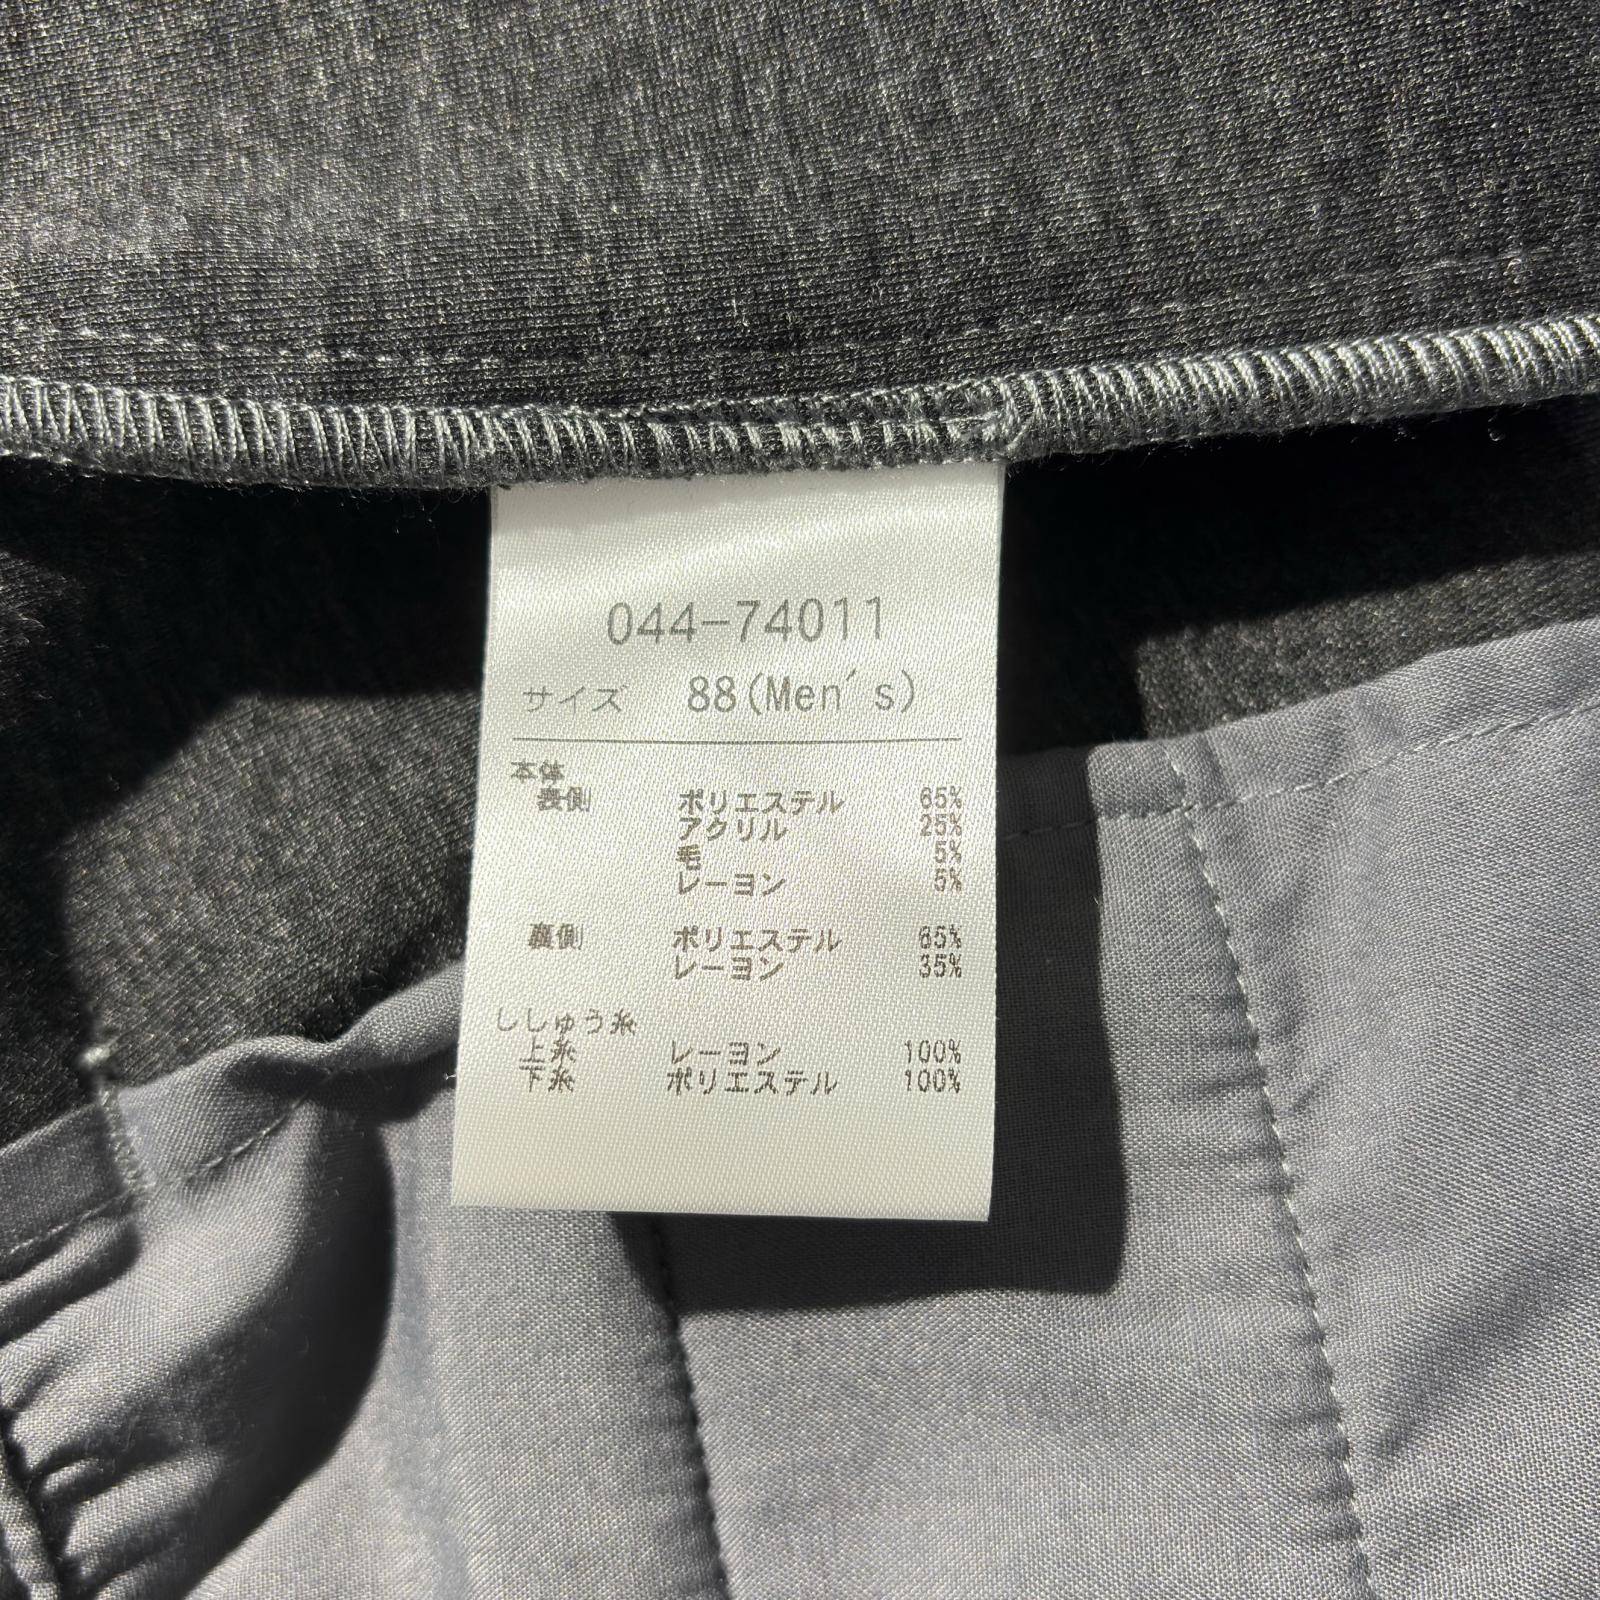 044-74011
サイズ 88(Men's)
本体
表側 ポリエステル 65%
アクリル 25%
毛 5%
レーヨン 5%
裏側 ポリエステル 65%
レーヨン 35%
ししゅう糸
上糸 レーヨン 100%
下糸 ポリエステル 100%